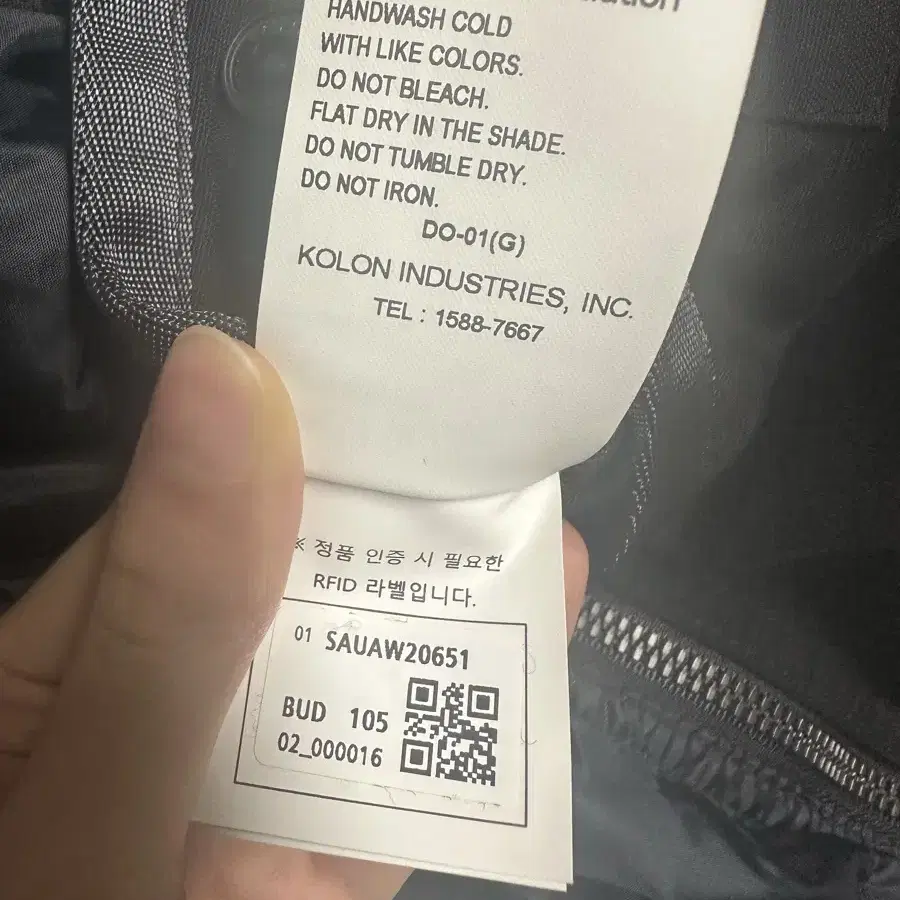 HANDWASH COLD
WITH LIKE COLORS.
DO NOT BLEACH.
FLAT DRY IN THE SHADE.
DO NOT TUMBLE DRY.
DO NOT IRON.
DO-01(G)
KOLON INDUSTRIES, INC.
TEL : 1588-7667
※ 정품 인증 시 필요한
RFID 라벨입니다.
01 SAUAW20651
BUD 105
02_000016